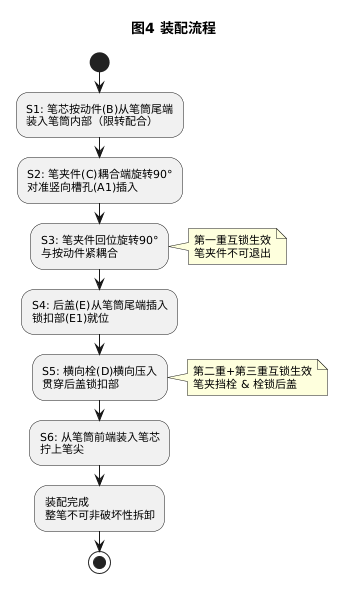 图4 装配流程
S1: 笔芯按动件(B)从笔筒尾端
装入笔筒内部（限转配合）
S2: 笔夹件(C)耦合端旋转90°
对准竖向槽孔(A1)插入
S3: 笔夹件回位旋转90°
与按动件紧耦合
第一重互锁生效
笔夹件不可退出
S4: 后盖(E)从笔筒尾端插入
锁扣部(E1)就位
S5: 横向栓(D)横向压入
贯穿后盖锁扣部
第二重+第三重互锁生效
笔夹挡栓 & 栓锁后盖
S6: 从笔筒前端装入笔芯
拧上笔尖
装配完成
整笔不可非破坏性拆卸